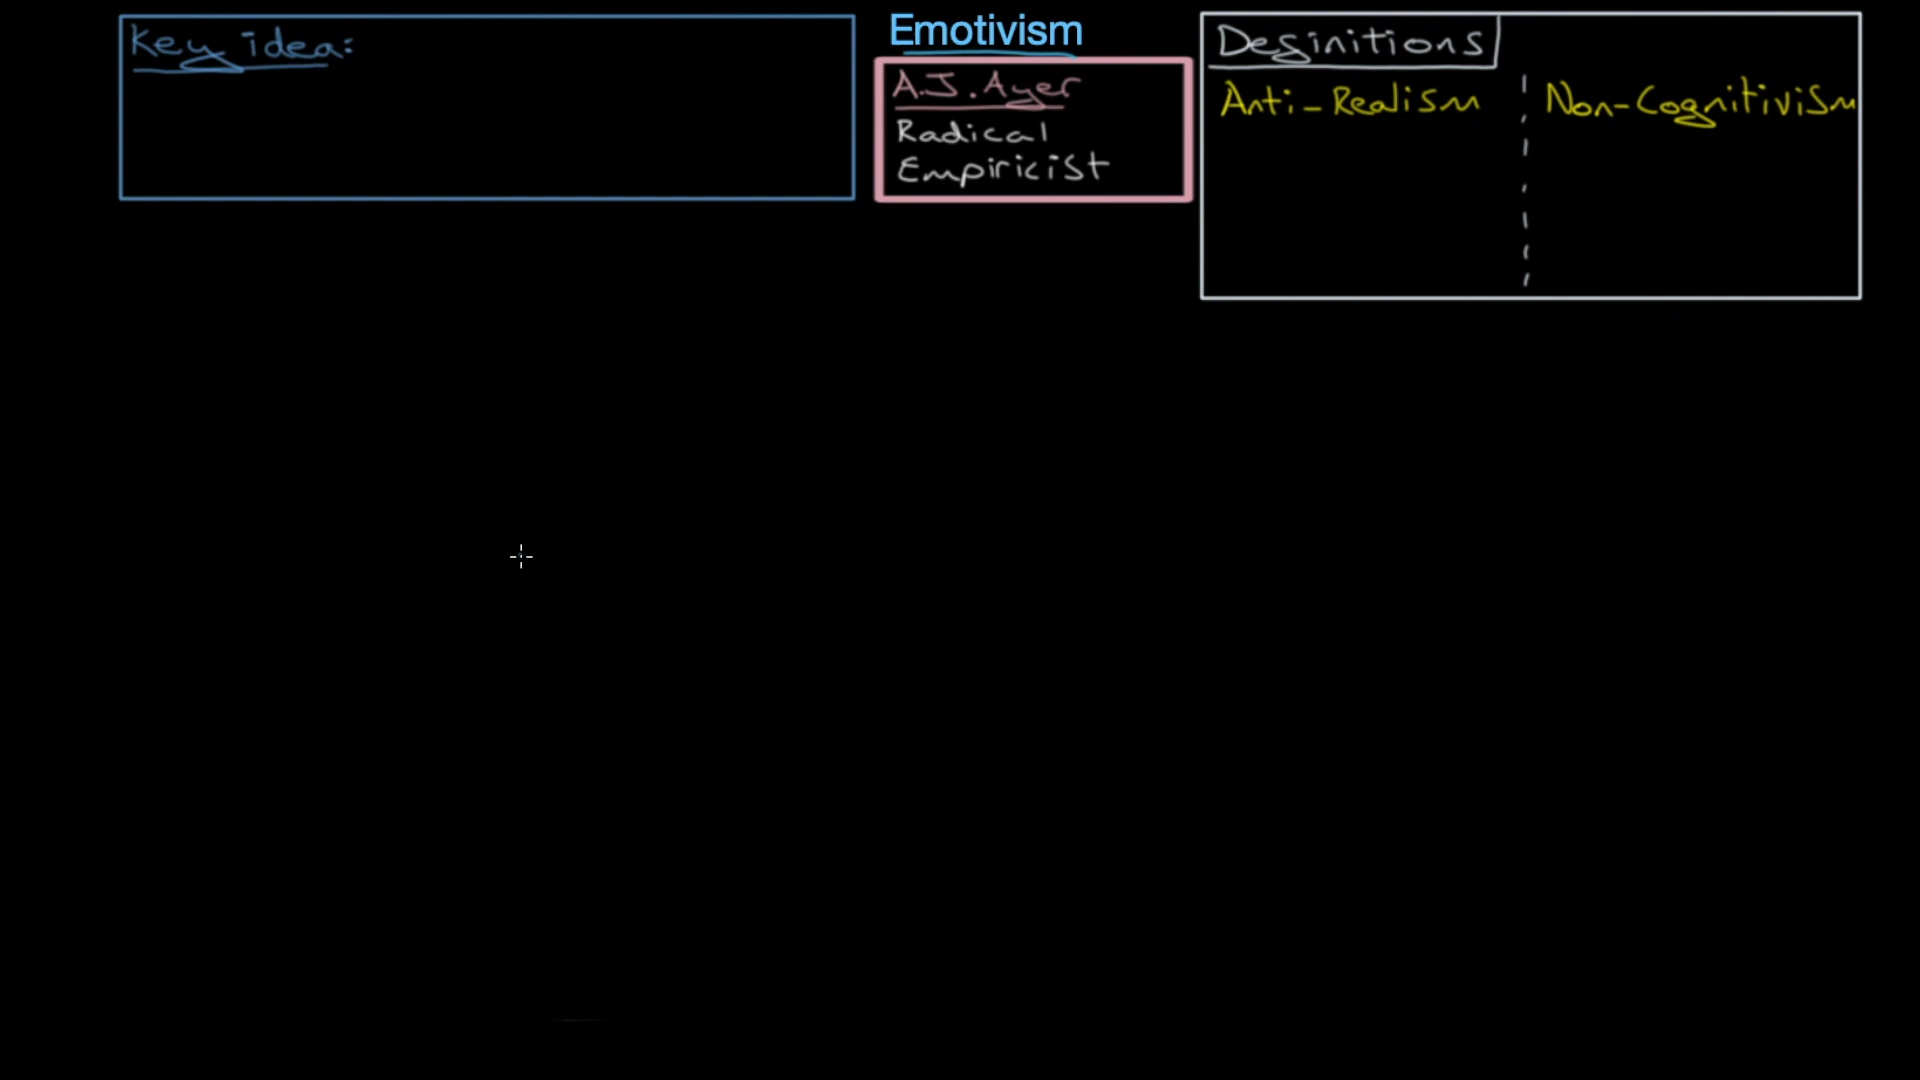 Key idea:
Emotivism
A.J. Ayer
Radical
Empiricist
Definitions
Anti-Realism
Non-Cognitivism